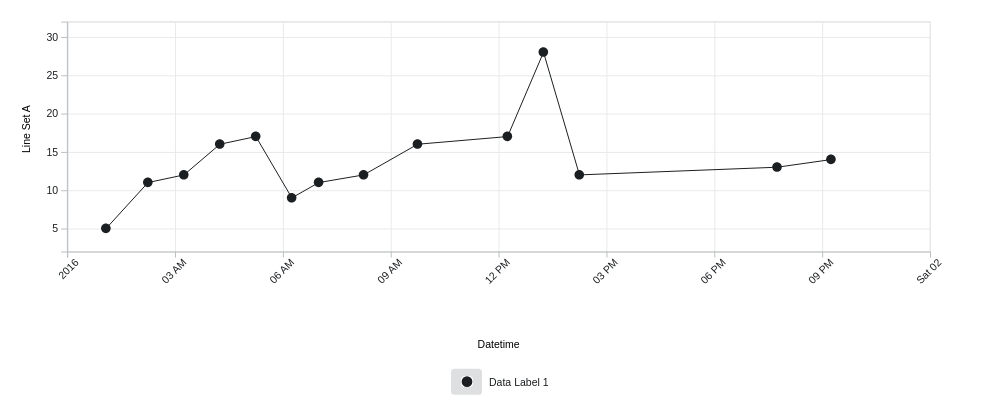 30
25
20
15
10
5
Line Set A
2016
03 AM
06 AM
09 AM
12 PM
03 PM
06 PM
09 PM
Sat 02
Datetime
Data Label 1